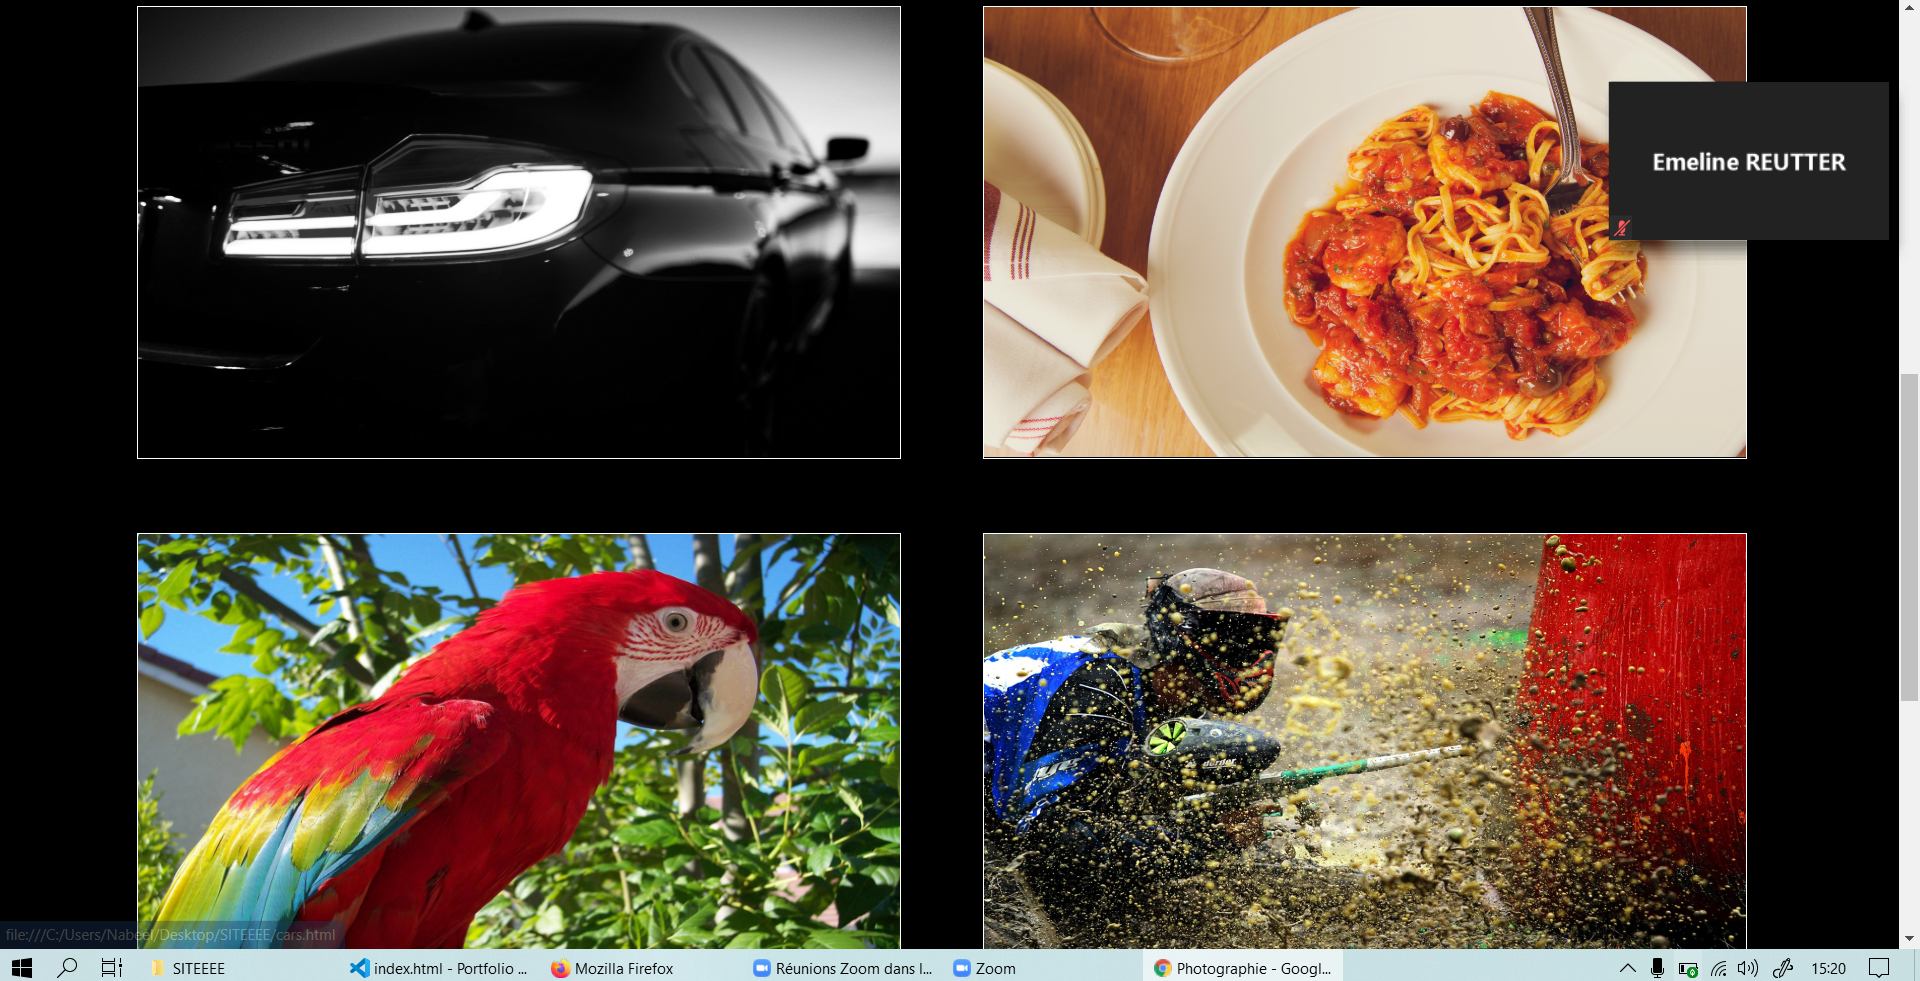 Emeline REUTTER
file:///C:/Users/Nabeel/Desktop/SITEEEE/cars.html
SITEEEE
index.html - Portfolio ...
Mozilla Firefox
Réunions Zoom dans l...
Zoom
Photographie - Googl...
15:20